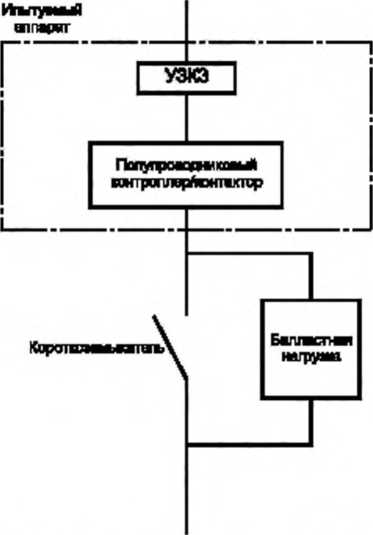 Испытуемый
аппарат
УЗКЗ
Полупроводниковый
контроллер/контактор
Короткозамыкатель
Балластная
нагрузка